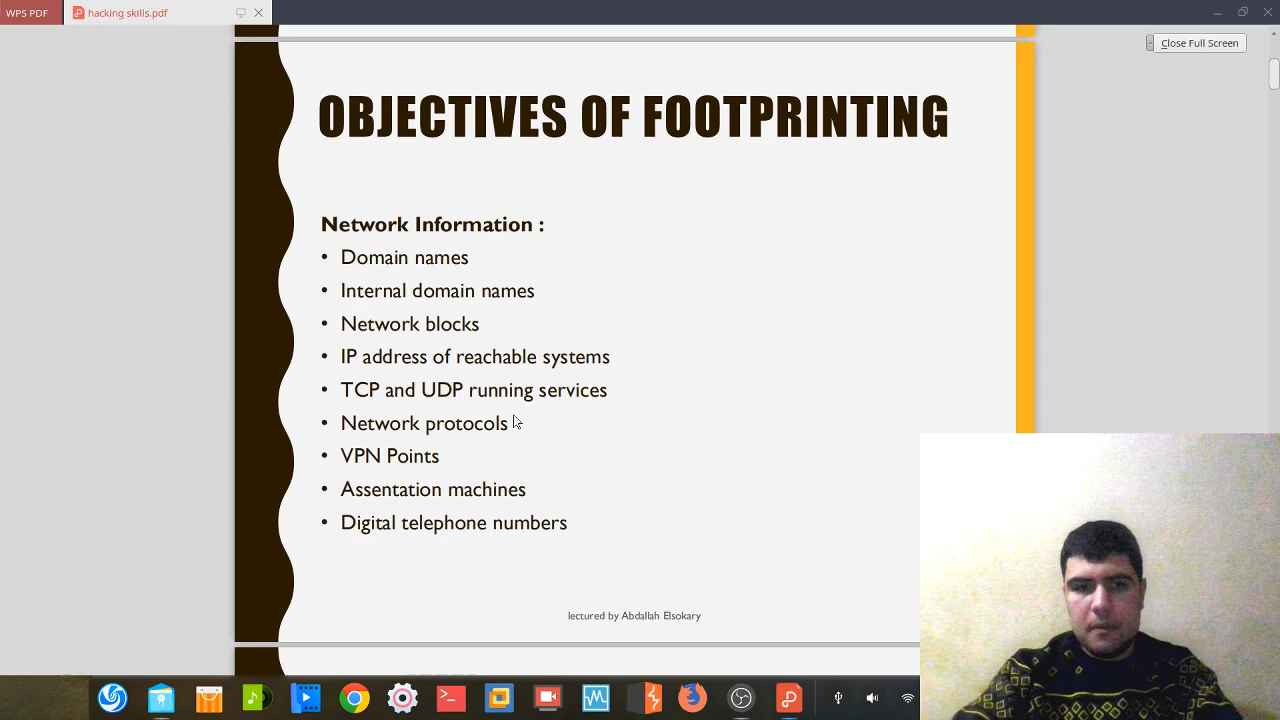 WPS PDF
hacking skills.pdf
Close Full Screen
OBJECTIVES OF FOOTPRINTING
Network Information :
• Domain names
• Internal domain names
• Network blocks
• IP address of reachable systems
• TCP and UDP running services
• Network protocols
• VPN Points
• Assentation machines
• Digital telephone numbers
lectured by Abdallah Elsokary